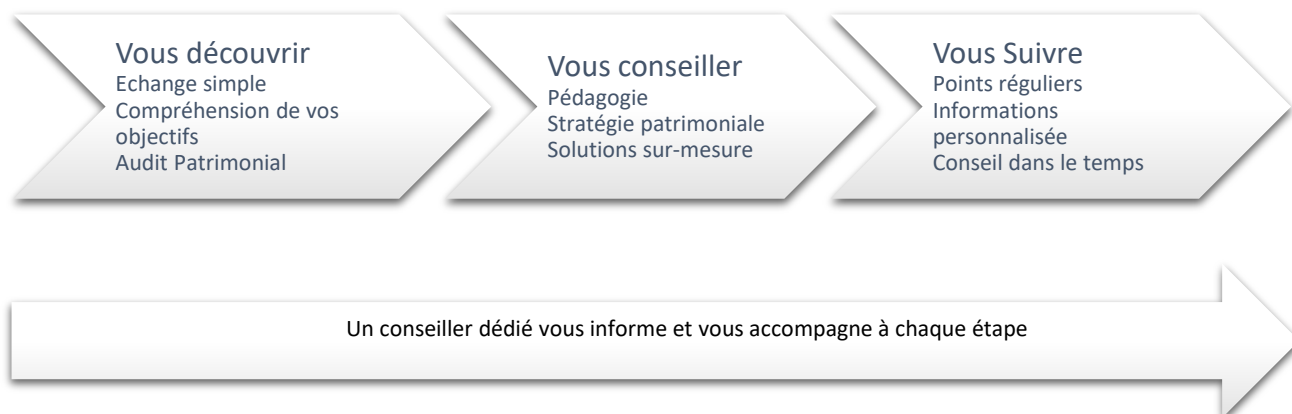 Vous découvrir
Echange simple
Compréhension de vos
objectifs
Audit Patrimonial
Vous conseiller
Pédagogie
Stratégie patrimoniale
Solutions sur-mesure
Vous Suivre
Points réguliers
Informations
personnalisée
Conseil dans le temps
Un conseiller dédié vous informe et vous accompagne à chaque étape